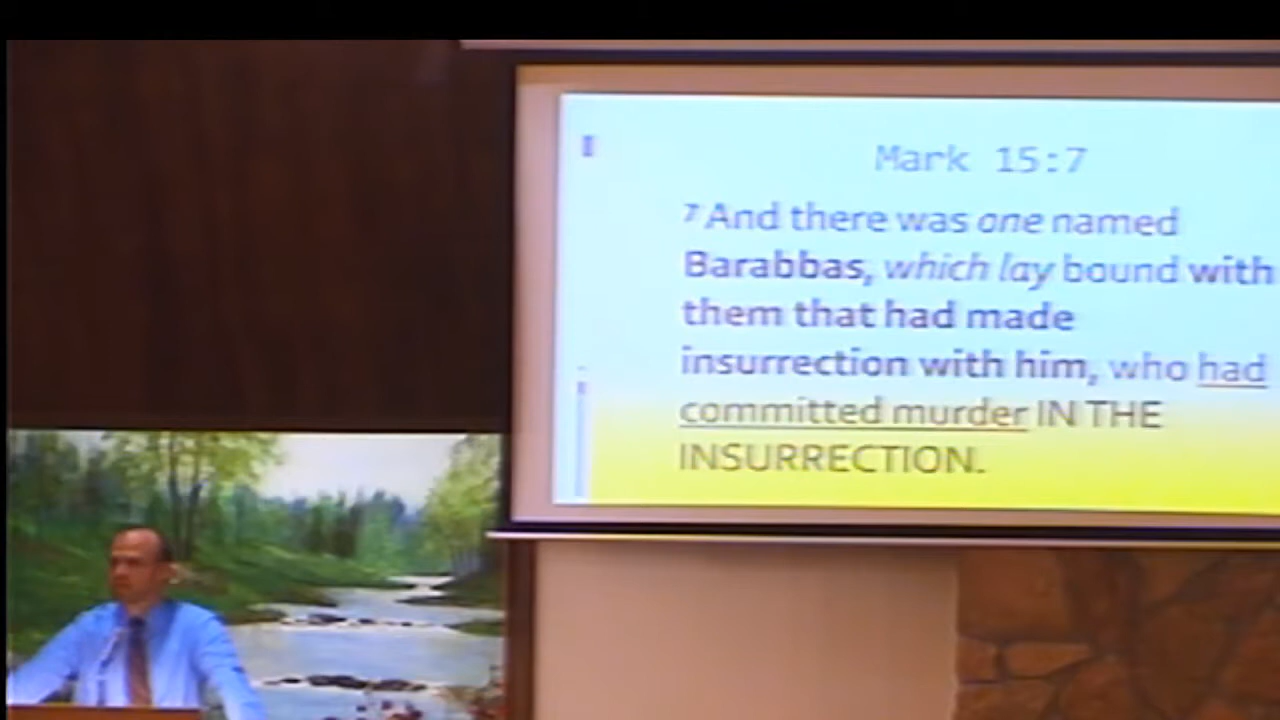 Mark 15:7
7 And there was one named
Barabbas, which lay bound with
them that had made
insurrection with him, who had
committed murder IN THE
INSURRECTION.